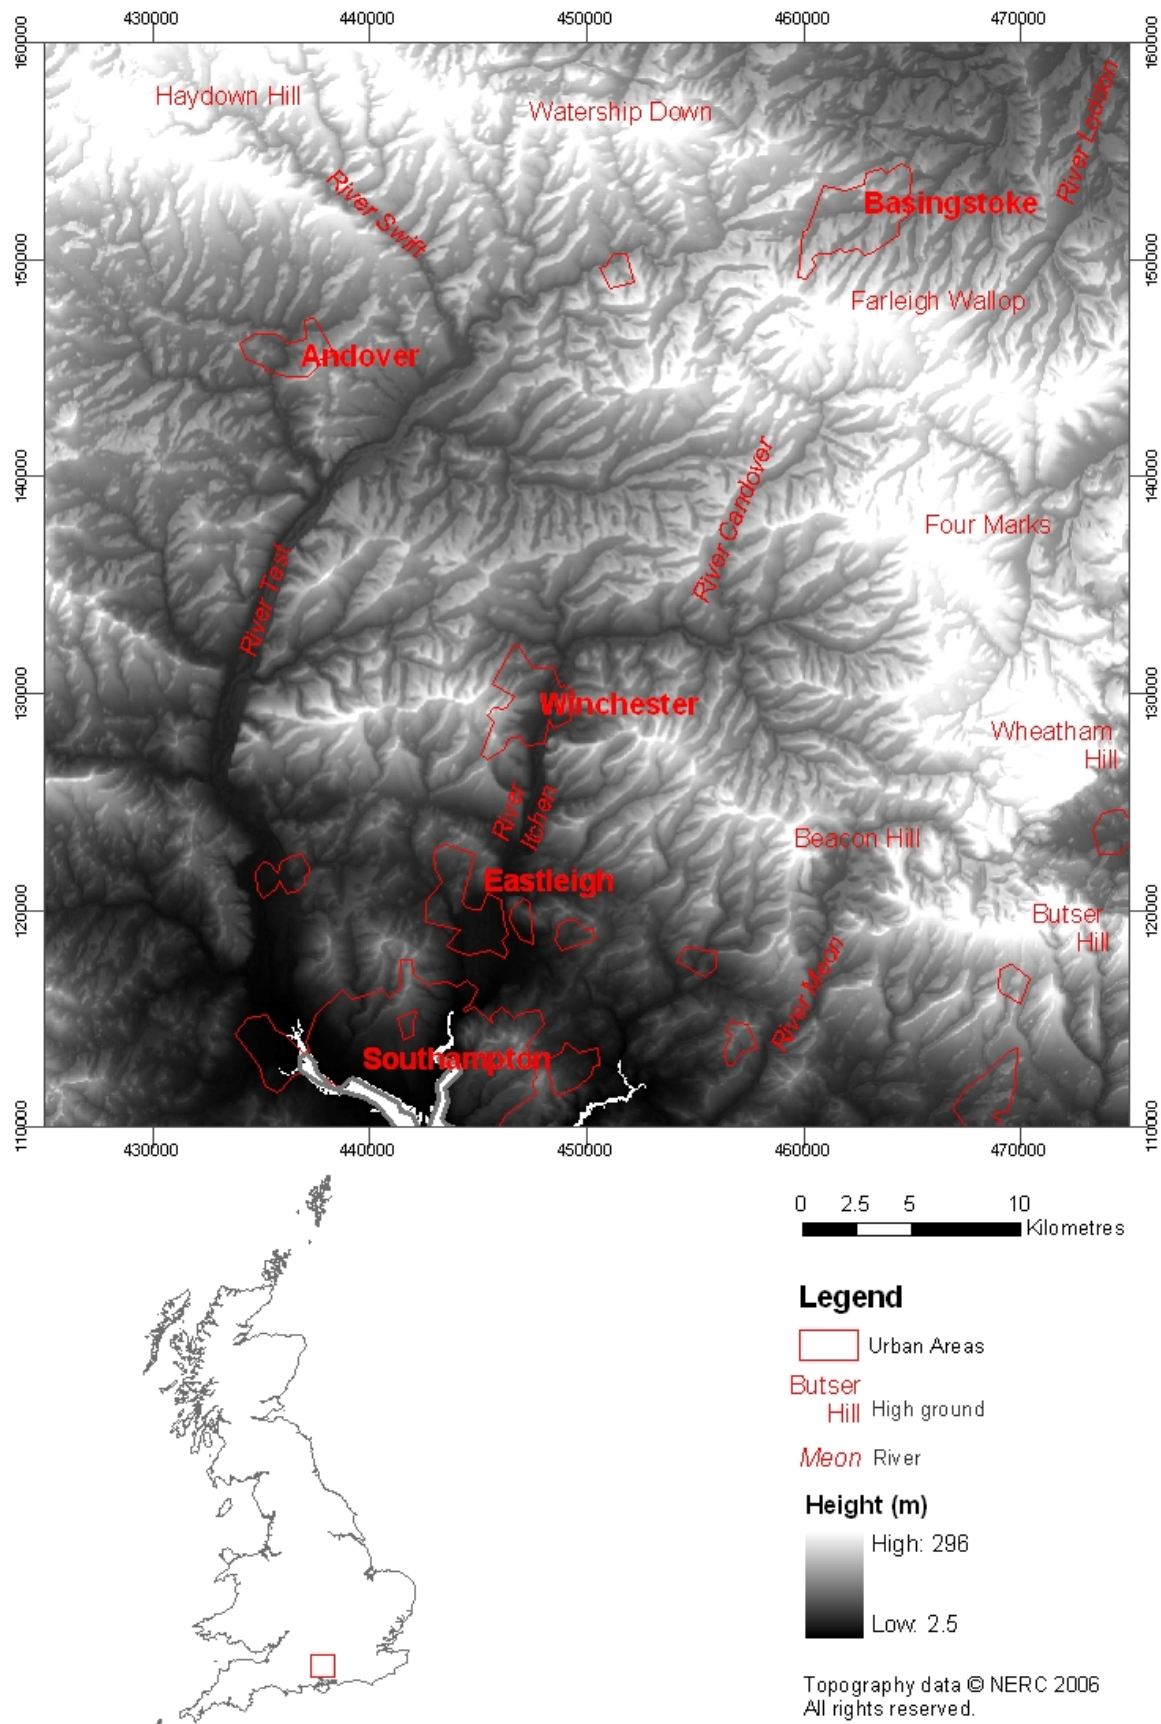 430000
440000
450000
460000
470000
160000
160000
Haydown Hill
Watership Down
River Loddon
River Swift
Basingstoke
150000
150000
Farleigh Wallop
Andover
River Candover
140000
140000
Four Marks
River Test
130000
130000
Winchester
Wheatham
Hill
River
Itchen
Beacon Hill
Eastleigh
120000
120000
Butser
Hill
River Meon
Southampton
110000
110000
430000
440000
450000
460000
470000
0 2.5 5 10
Kilometres
Legend
Urban Areas
Butser
Hill High ground
Meon River
Height (m)
High: 296
Low: 2.5
Topography data © NERC 2006
All rights reserved.